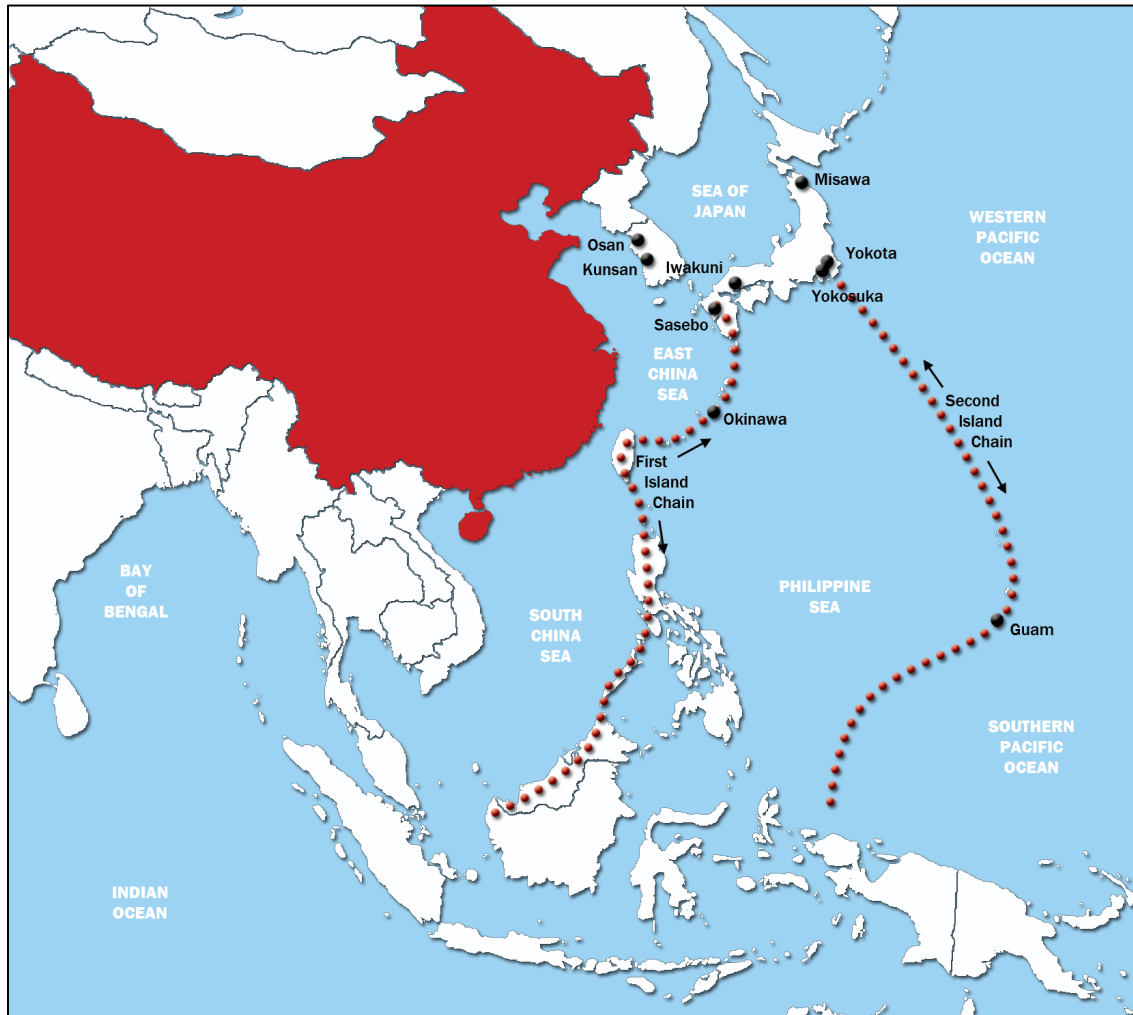 Misawa
SEA OF
JAPAN
WESTERN
PACIFIC
OCEAN
Osan
Kunsan
Iwakuni
Yokota
Yokosuka
Sasebo
EAST
CHINA
SEA
Okinawa
Second
Island
Chain
First
Island
Chain
BAY
OF
BENGAL
SOUTH
CHINA
SEA
PHILIPPINE
SEA
Guam
SOUTHERN
PACIFIC
OCEAN
INDIAN
OCEAN